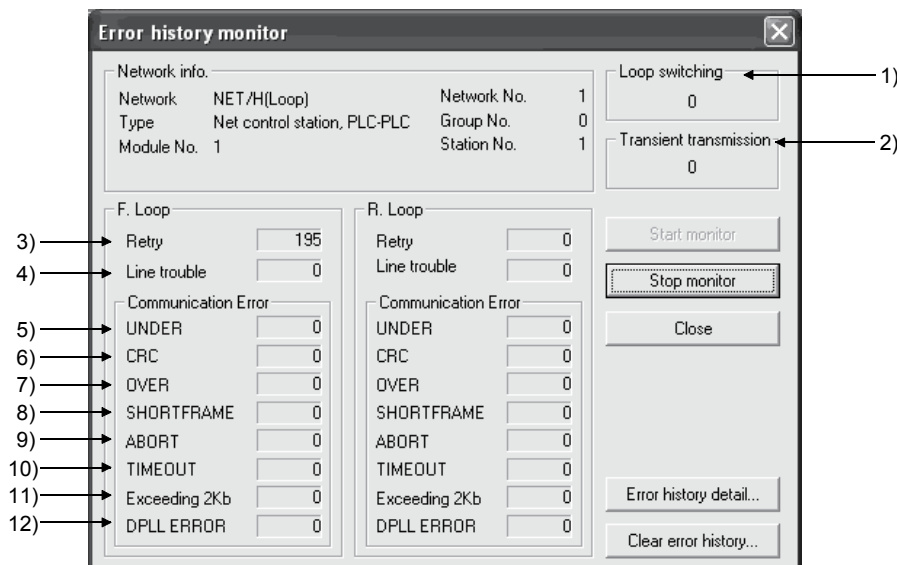 Error history monitor
Network info.
Network NET/H(Loop)
Type Net control station, PLC-PLC
Module No. 1
Network No. 1
Group No. 0
Station No. 1
Loop switching
0
1)
Transient transmission
0
2)
F. Loop
3) Retry 195
4) Line trouble 0
Communication Error
5) UNDER 0
6) CRC 0
7) OVER 0
8) SHORTFRAME 0
9) ABORT 0
10) TIMEOUT 0
11) Exceeding 2Kb 0
12) DPLL ERROR 0
R. Loop
Retry 0
Line trouble 0
Communication Error
UNDER 0
CRC 0
OVER 0
SHORTFRAME 0
ABORT 0
TIMEOUT 0
Exceeding 2Kb 0
DPLL ERROR 0
Start monitor
Stop monitor
Close
Error history detail...
Clear error history...